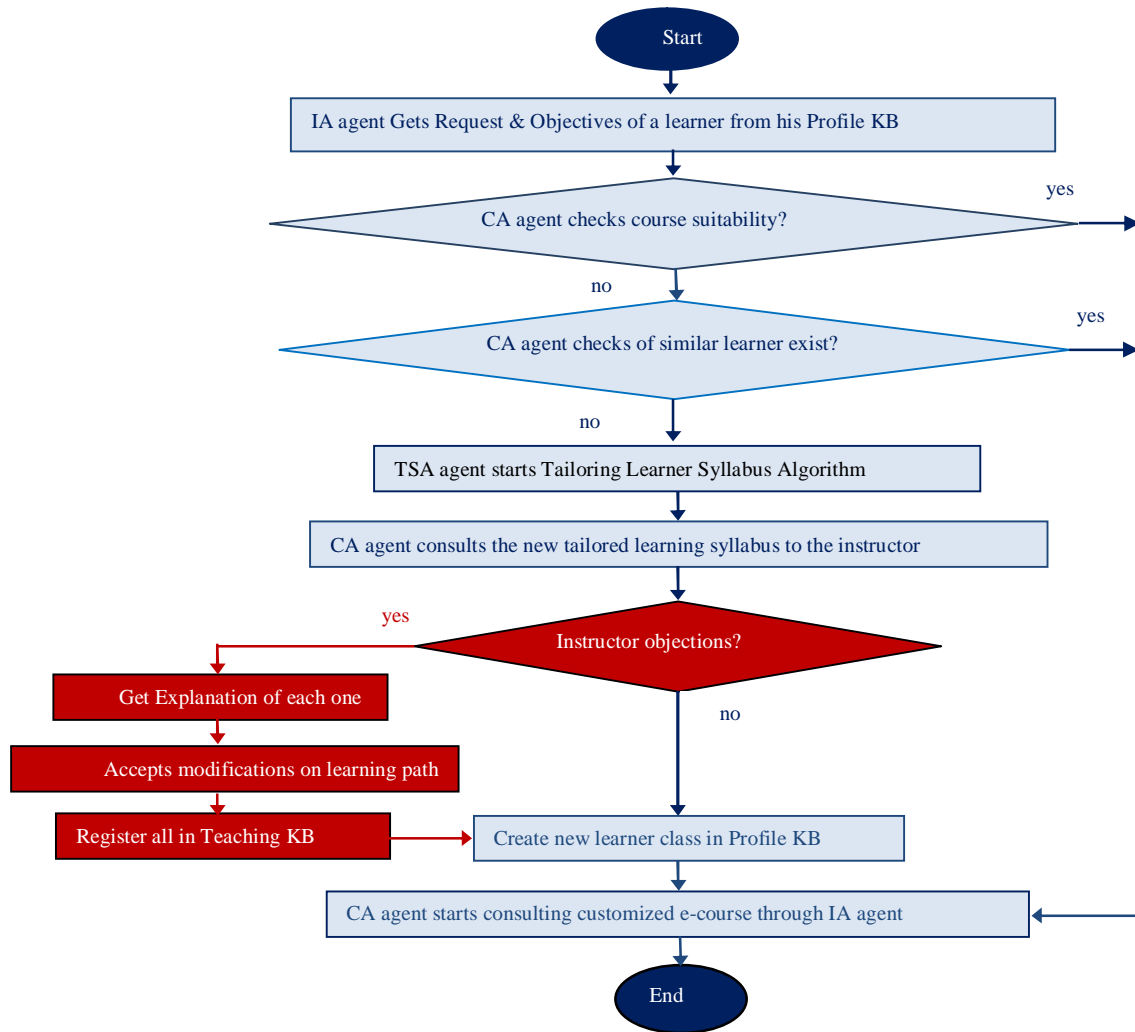 Start
IA agent Gets Request & Objectives of a learner from his Profile KB
yes
CA agent checks course suitability?
no
yes
CA agent checks of similar learner exist?
no
TSA agent starts Tailoring Learner Syllabus Algorithm
CA agent consults the new tailored learning syllabus to the instructor
yes
Instructor objections?
Get Explanation of each one
no
Accepts modifications on learning path
Register all in Teaching KB
Create new learner class in Profile KB
CA agent starts consulting customized e-course through IA agent
End